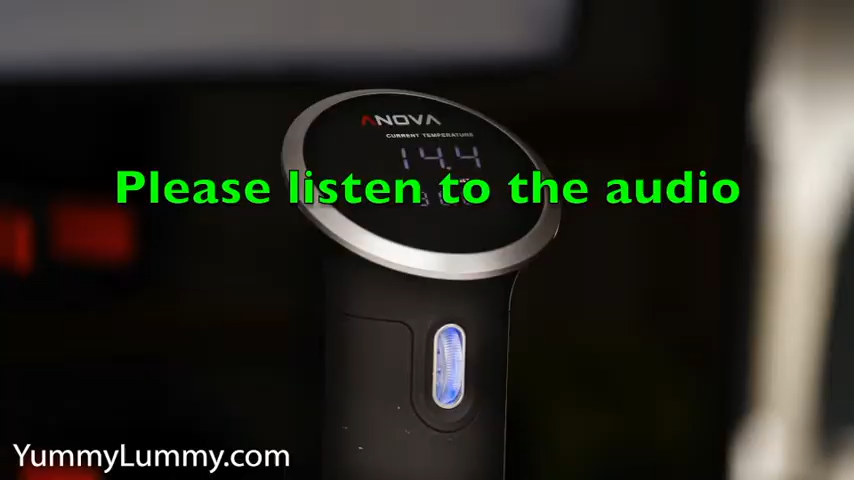 ANOVA
CURRENT TEMPERATURE
14.4
Please listen to the audio
YummyLummy.com